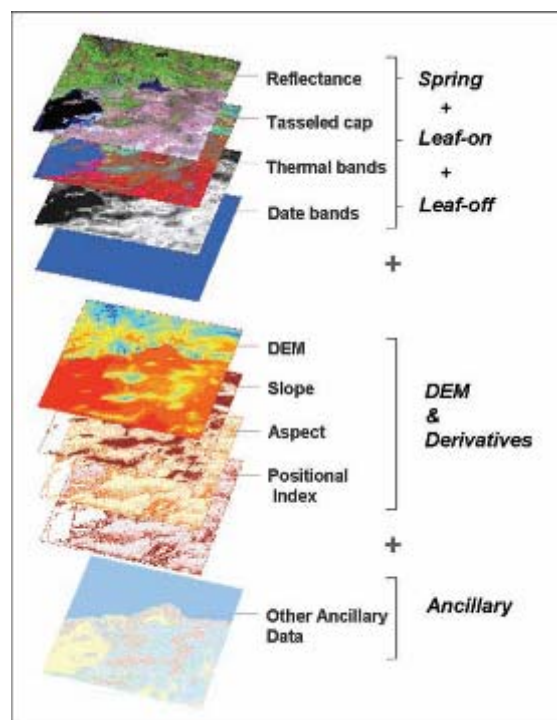 Reflectance
Spring
+
Tasseled cap
Leaf-on
Thermal bands
+
Date bands
Leaf-off
+
DEM
Slope
DEM
&
Derivatives
Aspect
Positional
Index
+
Other Ancillary
Data
Ancillary